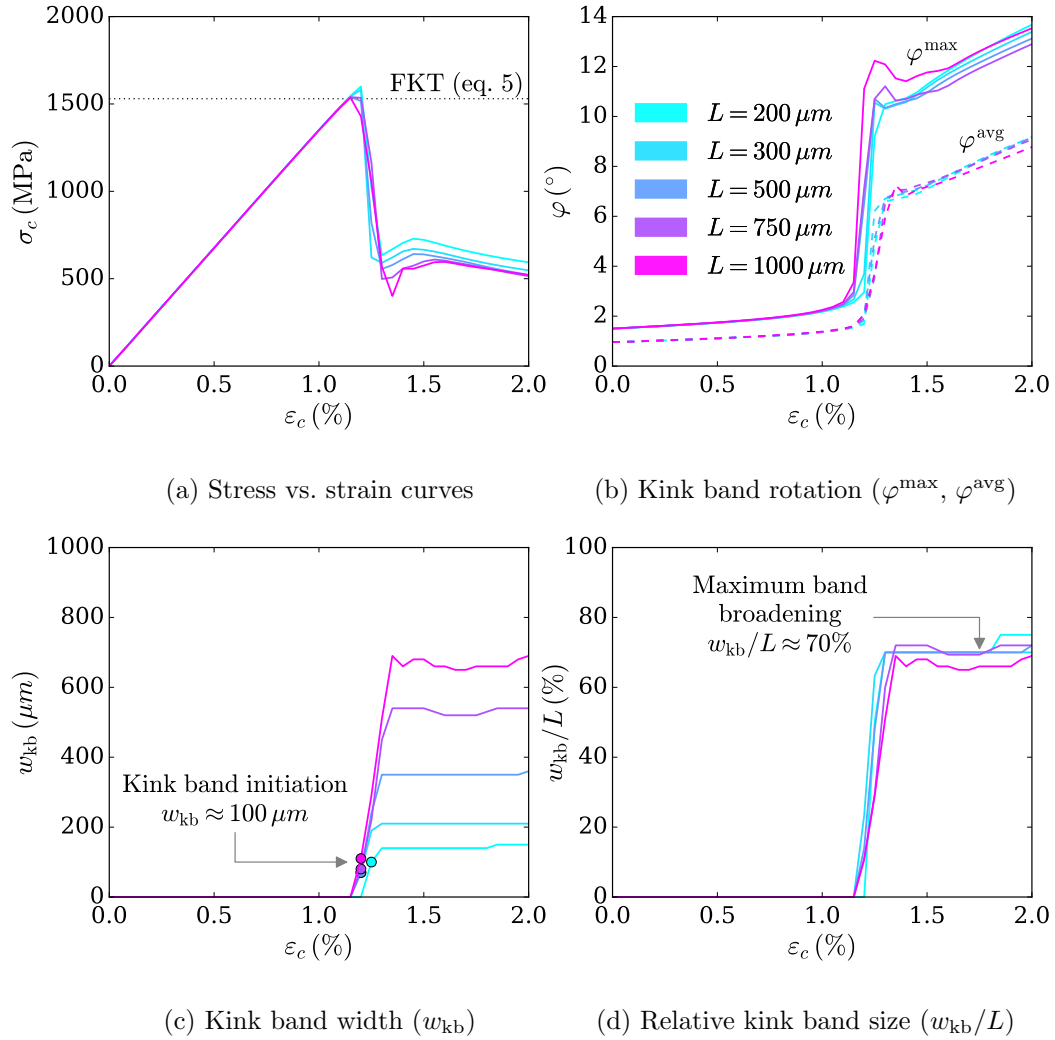 2000
1500
1000
500
0
σc (MPa)
FKT (eq. 5)
0.0 0.5 1.0 1.5 2.0
εc (%)
(a) Stress vs. strain curves
14
12
10
8
6
4
2
0
φ (°)
φmax
L = 200 μm
L = 300 μm
L = 500 μm
L = 750 μm
L = 1000 μm
φavg
0.0 0.5 1.0 1.5 2.0
εc (%)
(b) Kink band rotation (φmax, φavg)
1000
800
600
400
200
0
wkb (μm)
Kink band initiation
wkb ≈ 100 μm
0.0 0.5 1.0 1.5 2.0
εc (%)
(c) Kink band width (wkb)
100
80
60
40
20
0
wkb/L (%)
Maximum band
broadening
wkb/L ≈ 70%
0.0 0.5 1.0 1.5 2.0
εc (%)
(d) Relative kink band size (wkb/L)